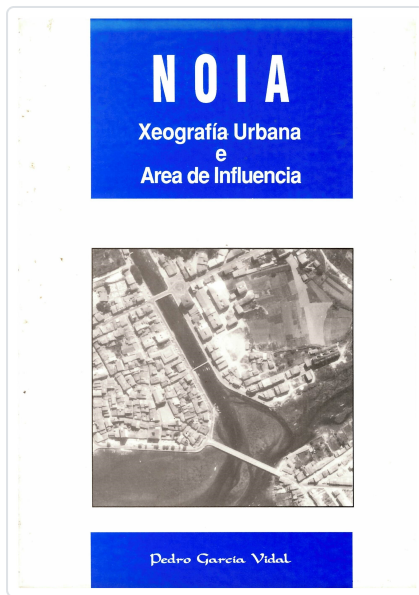 NOIA
Xeografía Urbana
e
Area de Influencia
Pedro García Vidal